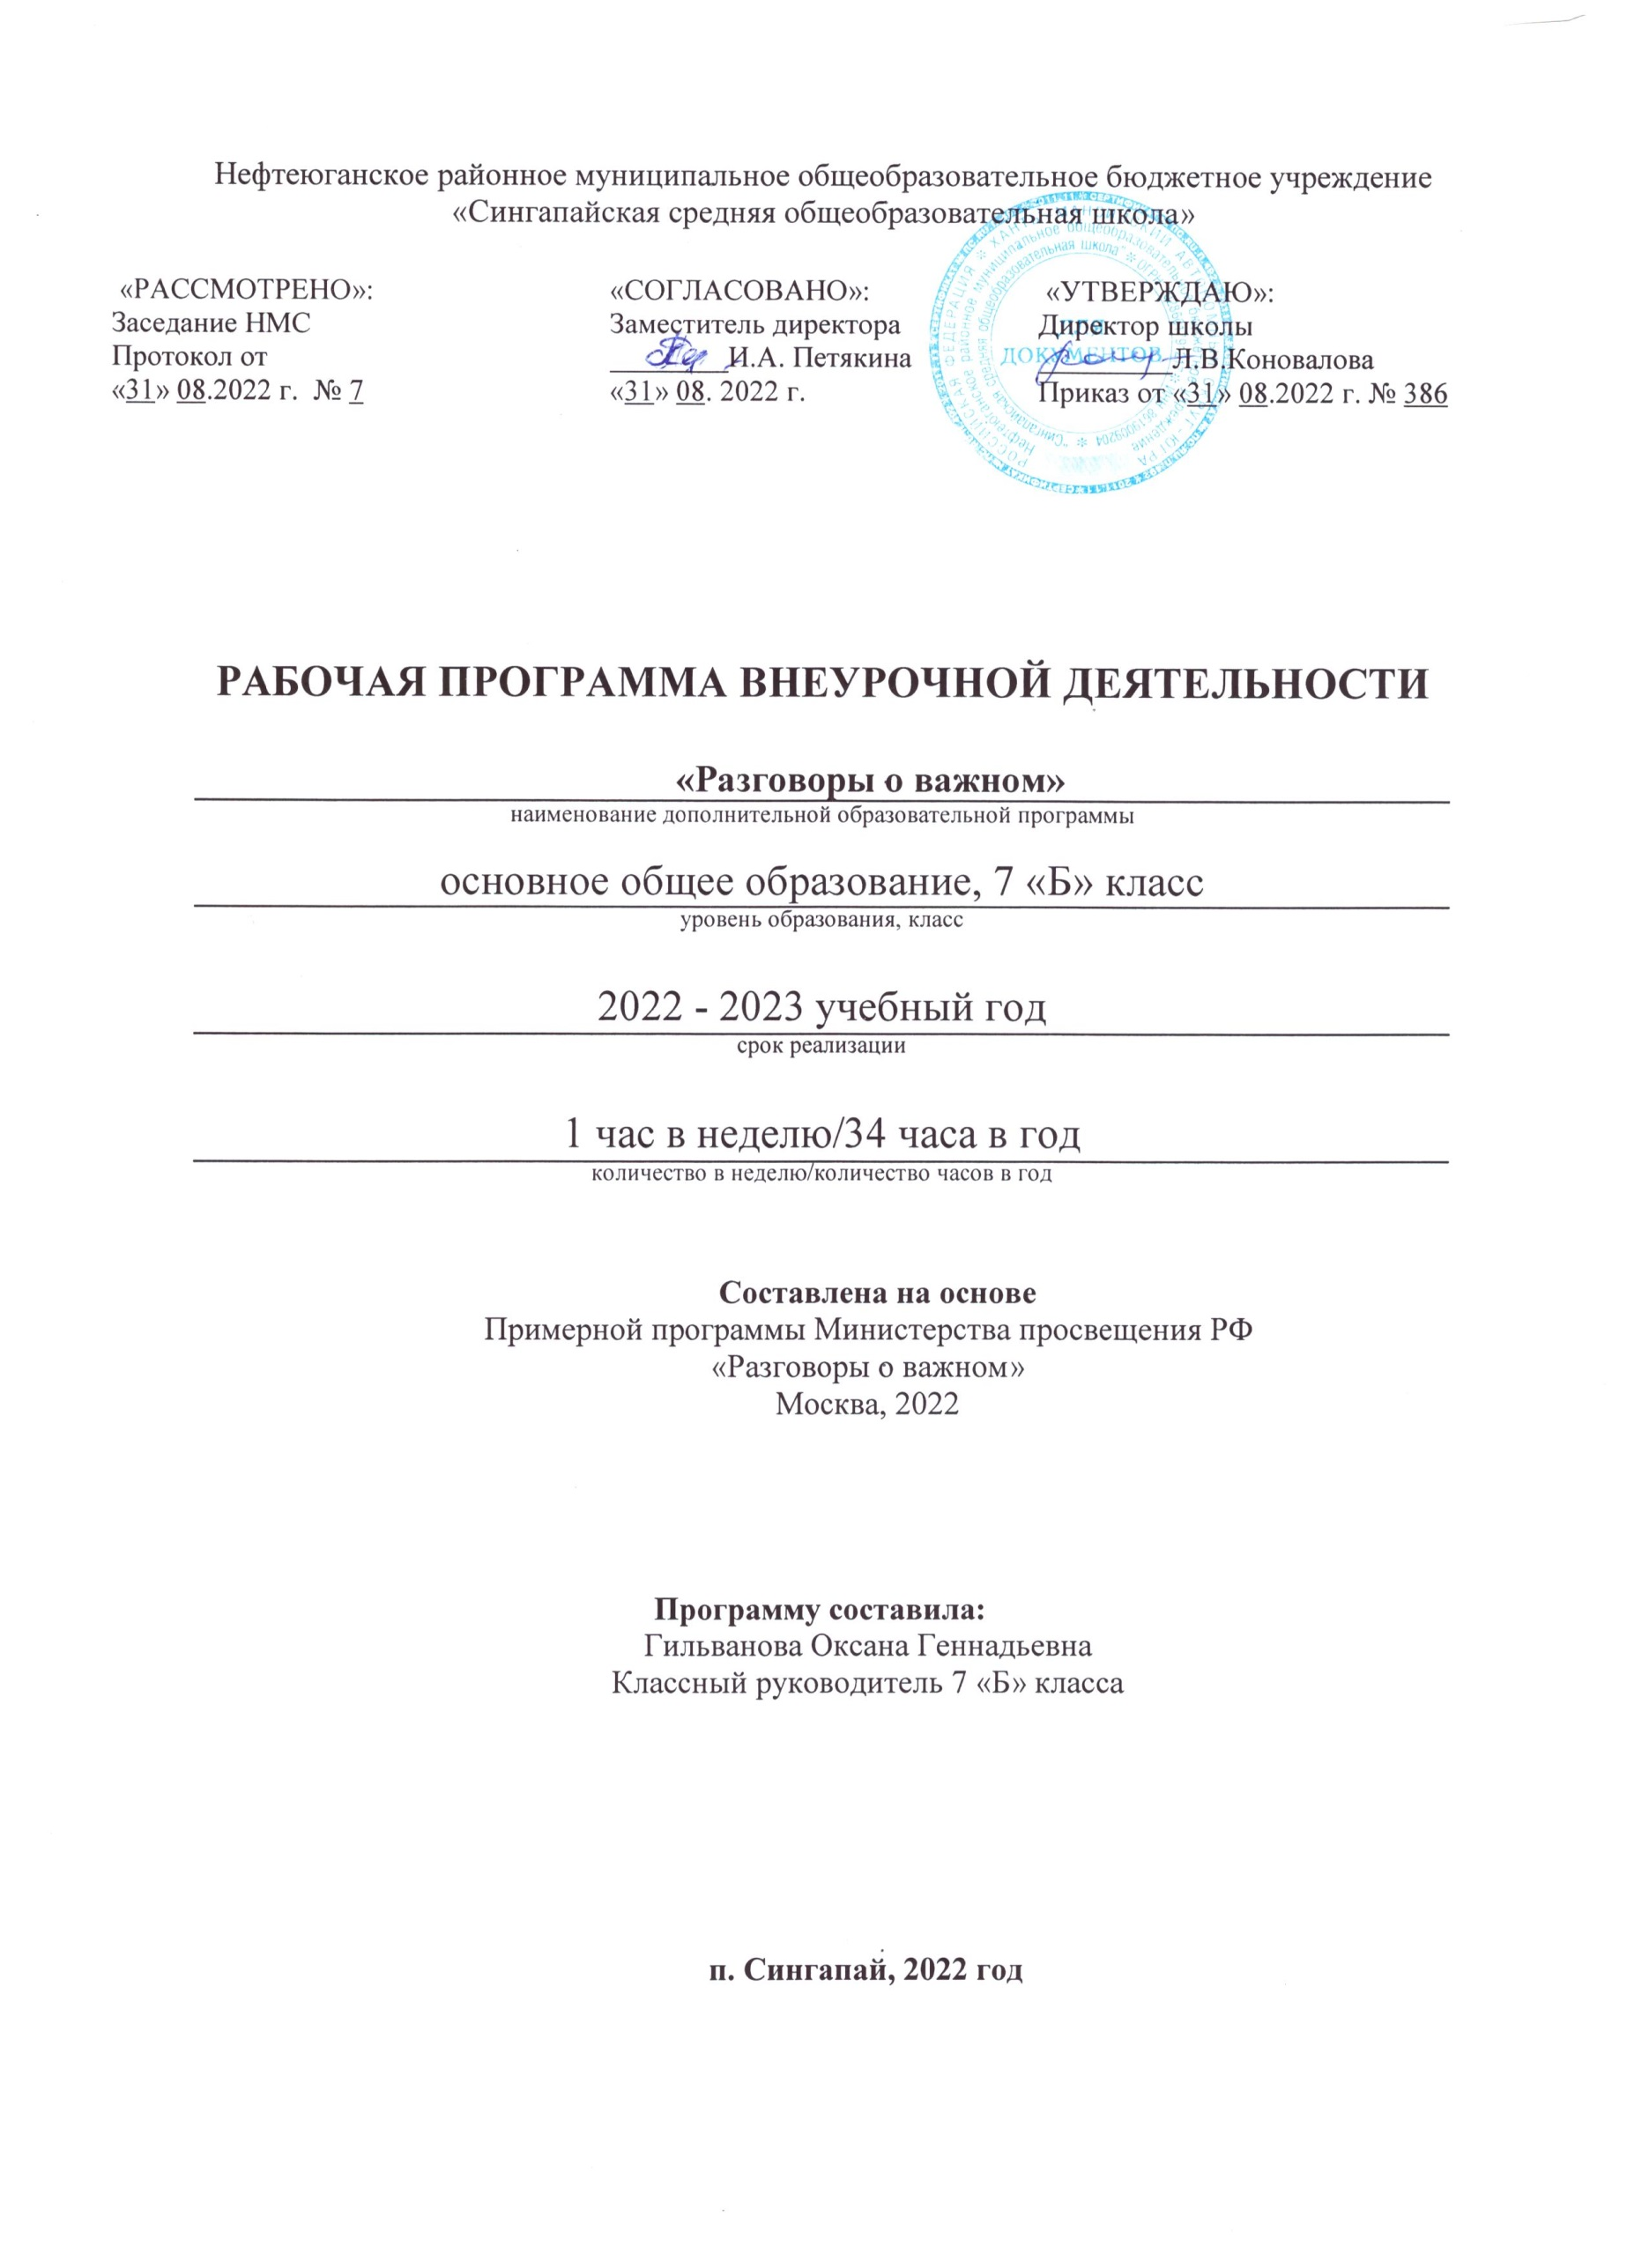 Нефтеюганское районное муниципальное общеобразовательное бюджетное учреждение
«Сингапайская средняя общеобразовательная школа»
«РАССМОТРЕНО»:
Заседание НМС
Протокол от
«31» 08.2022 г. № 7
«СОГЛАСОВАНО»:
Заместитель директора
И.А. Петякина
«31» 08. 2022 г.
«УТВЕРЖДАЮ»:
Директор школы
Л.В.Коновалова
Приказ от «31» 08.2022 г. № 386
ДОКУМЕНТОВ
РАБОЧАЯ ПРОГРАММА ВНЕУРОЧНОЙ ДЕЯТЕЛЬНОСТИ
«Разговоры о важном»
наименование дополнительной образовательной программы
основное общее образование, 7 «Б» класс
уровень образования, класс
2022 - 2023 учебный год
срок реализации
1 час в неделю/34 часа в год
количество в неделю/количество часов в год
Составлена на основе
Примерной программы Министерства просвещения РФ
«Разговоры о важном»
Москва, 2022
Программу составила:
Гильванова Оксана Геннадьевна
Классный руководитель 7 «Б» класса
п. Сингапай, 2022 год